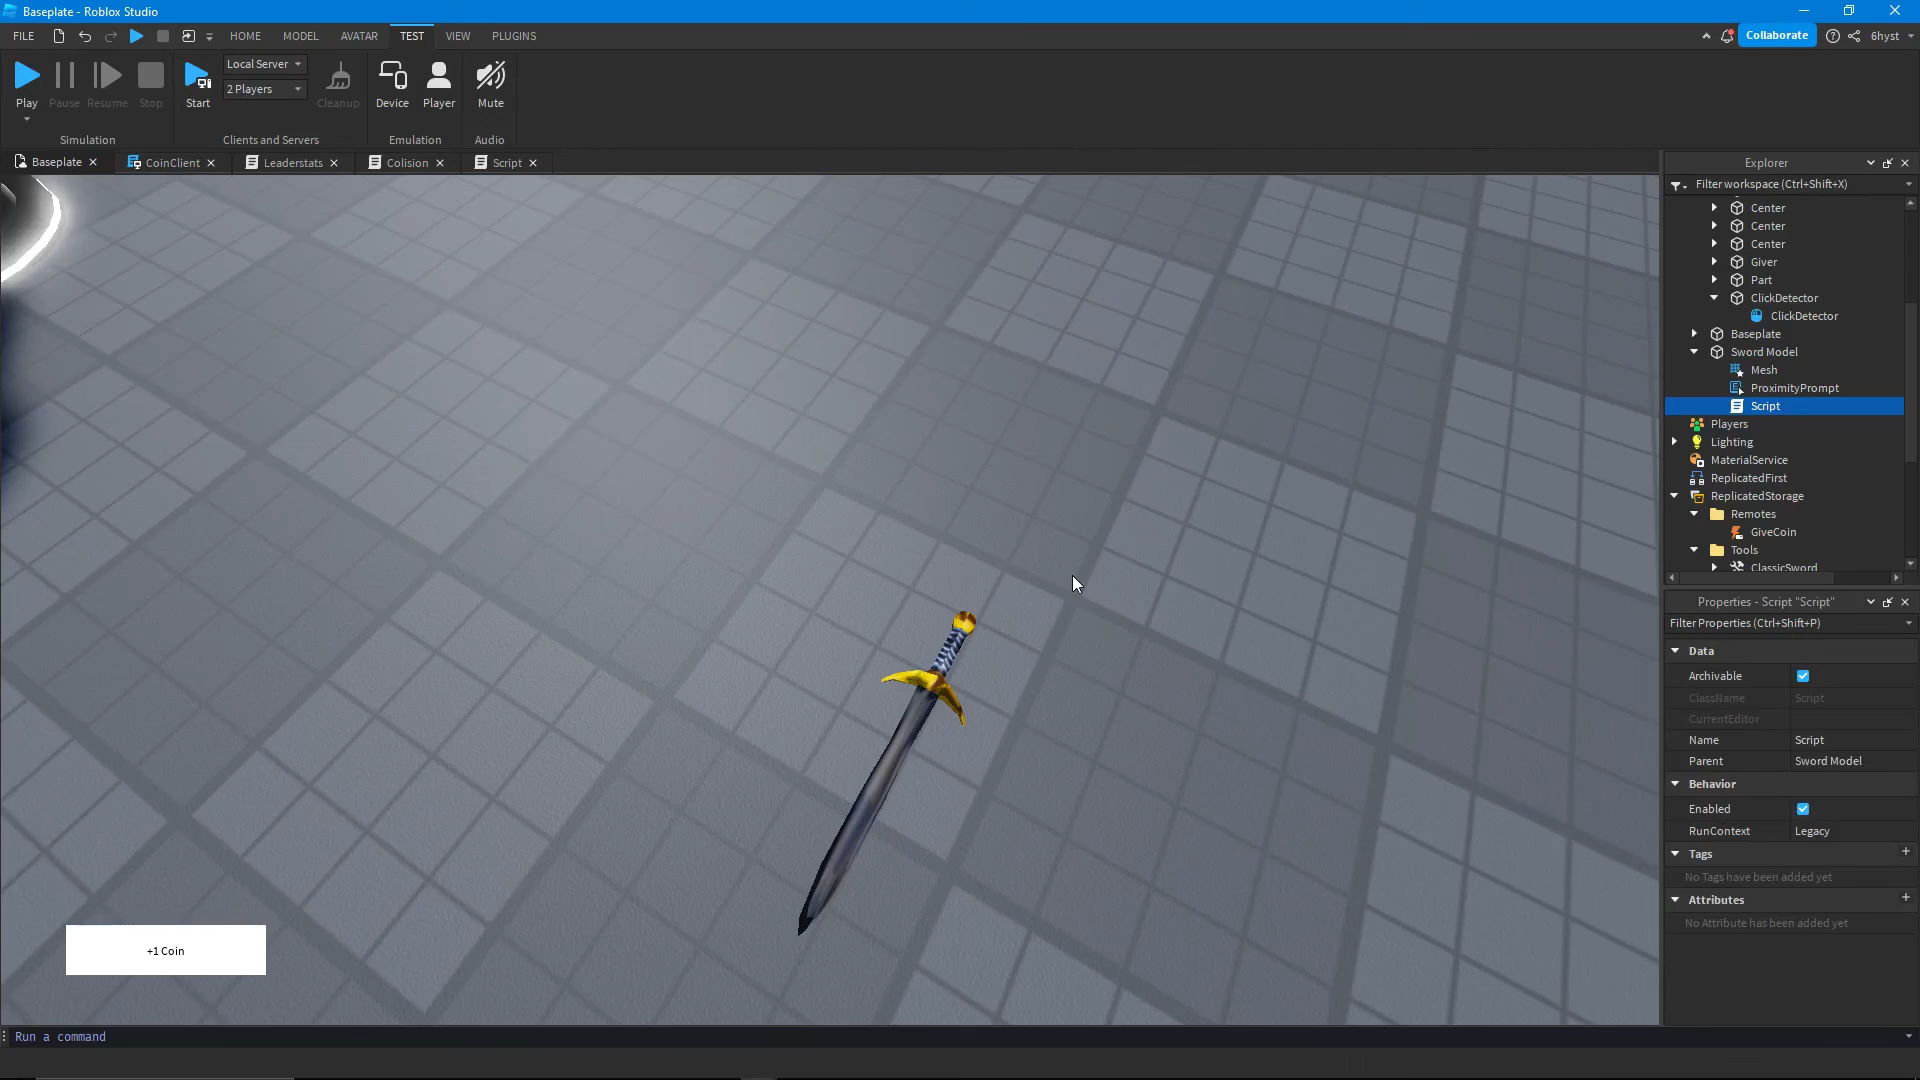 Baseplate - Roblox Studio
FILE
HOME
MODEL
AVATAR
TEST
VIEW
PLUGINS
Collaborate
6hyst
Play
Pause
Resume
Stop
Start
Local Server
2 Players
Cleanup
Device
Player
Mute
Simulation
Clients and Servers
Emulation
Audio
Baseplate
CoinClient
Leaderstats
Colision
Script
Explorer
Filter workspace (Ctrl+Shift+X)
Center
Center
Center
Giver
Part
ClickDetector
ClickDetector
Baseplate
Sword Model
Mesh
ProximityPrompt
Script
Players
Lighting
MaterialService
ReplicatedFirst
ReplicatedStorage
Remotes
GiveCoin
Tools
ClassicSword
Properties - Script "Script"
Filter Properties (Ctrl+Shift+P)
Data
Archivable
ClassName Script
CurrentEditor
Name Script
Parent Sword Model
Behavior
Enabled
RunContext Legacy
Tags
No Tags have been added yet
Attributes
No Attribute has been added yet
+1 Coin
Run a command